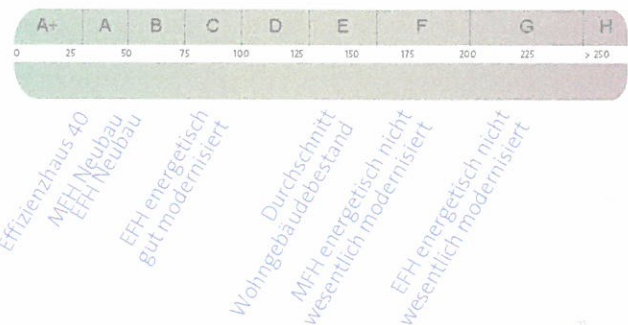 A+ A B C D E F G H
0 25 50 75 100 125 150 175 200 225 > 250
Effizienzhaus 40
MFH Neubau
EFH Neubau
EFH energetisch
gut modernisiert
Durchschnitt
Wohngebäudebestand
MFH energetisch nicht
wesentlich modernisiert
EFH energetisch nicht
wesentlich modernisiert